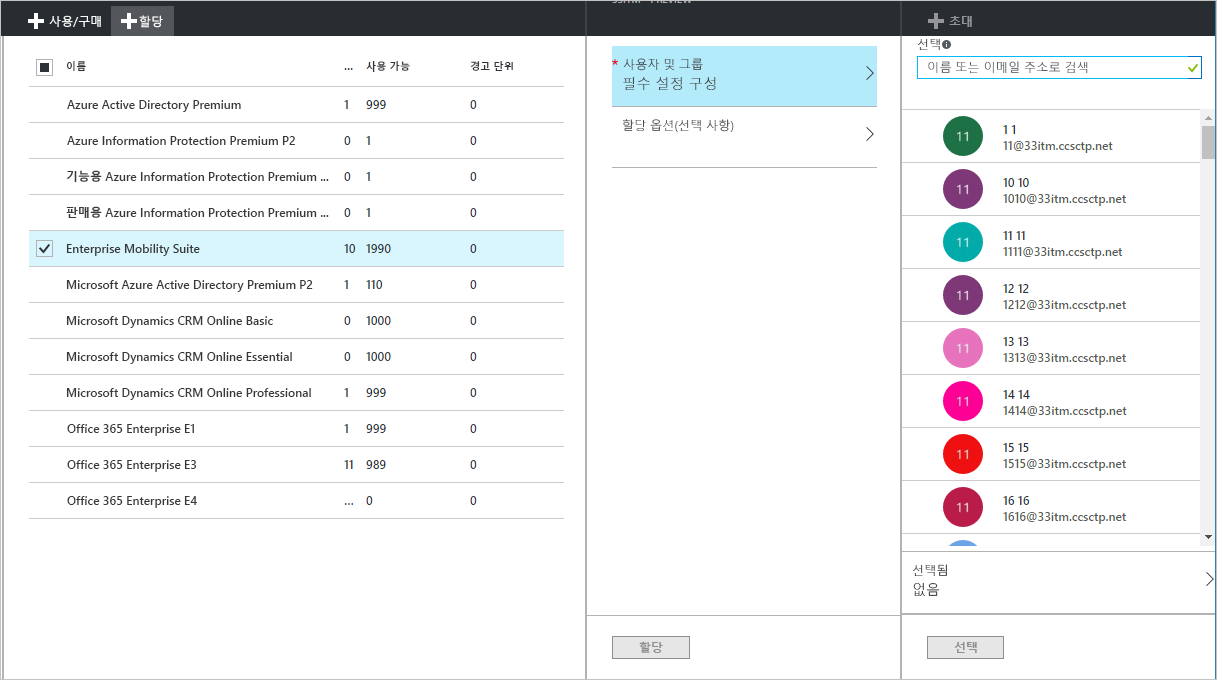 사용/구매
할당
초대
이름 ... 사용 가능 경고 단위
Azure Active Directory Premium 1 999 0
Azure Information Protection Premium P2 0 1 0
기능용 Azure Information Protection Premium ... 0 1 0
판매용 Azure Information Protection Premium ... 0 1 0
Enterprise Mobility Suite 10 1990 0
Microsoft Azure Active Directory Premium P2 1 110 0
Microsoft Dynamics CRM Online Basic 0 1000 0
Microsoft Dynamics CRM Online Essential 0 1000 0
Microsoft Dynamics CRM Online Professional 1 999 0
Office 365 Enterprise E1 1 999 0
Office 365 Enterprise E3 11 989 0
Office 365 Enterprise E4 ... 0 0
* 사용자 및 그룹
필수 설정 구성
할당 옵션(선택 사항)
할당
선택
이름 또는 이메일 주소로 검색
11
1 1
11@33itm.ccsctp.net
11
10 10
1010@33itm.ccsctp.net
11
11 11
1111@33itm.ccsctp.net
11
12 12
1212@33itm.ccsctp.net
11
13 13
1313@33itm.ccsctp.net
11
14 14
1414@33itm.ccsctp.net
11
15 15
1515@33itm.ccsctp.net
11
16 16
1616@33itm.ccsctp.net
선택됨
없음
선택